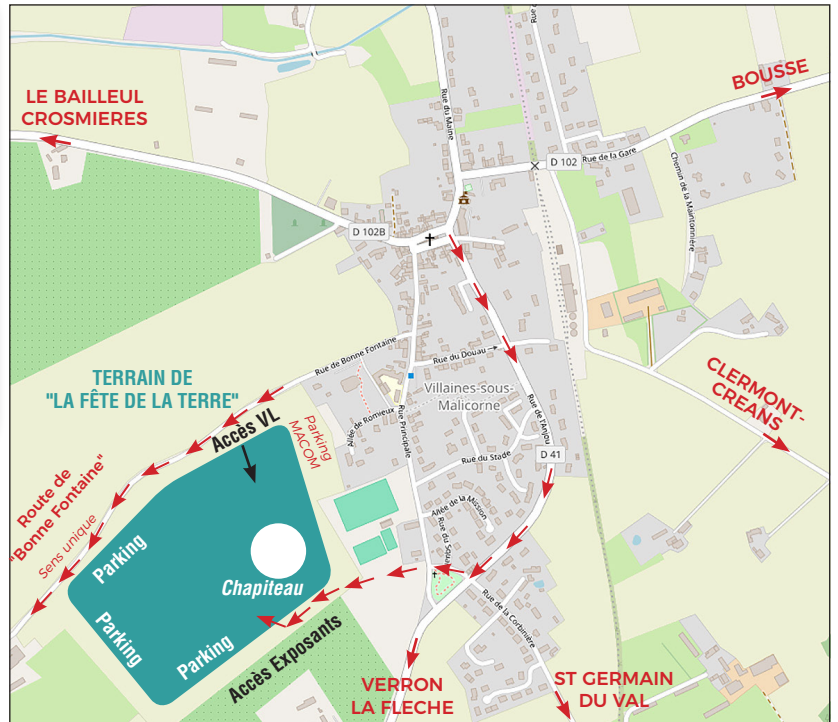 LE BAILLEUL
CROSMIERES
BOUSSE
Rue du Maine
D 102
Rue de la Gare
Chemin de la Maintonnière
D 102B
Rue de Bonne Fontaine
Rue du Douau
TERRAIN DE
"LA FÊTE DE LA TERRE"
Villaines-sous-
Malicorne
CLERMONT-
CREANS
Accès VL
Parking
MACOM
Allée de Romieux
Rue Principale
Rue de l'Anjou
Rue du Stade
D 41
Route de
"Bonne Fontaine"
Sens unique
Allée de la Mission
Parking
Chapiteau
Rue de la Corbinière
Parking
Parking
Accès Exposants
VERRON
LA FLECHE
ST GERMAIN
DU VAL